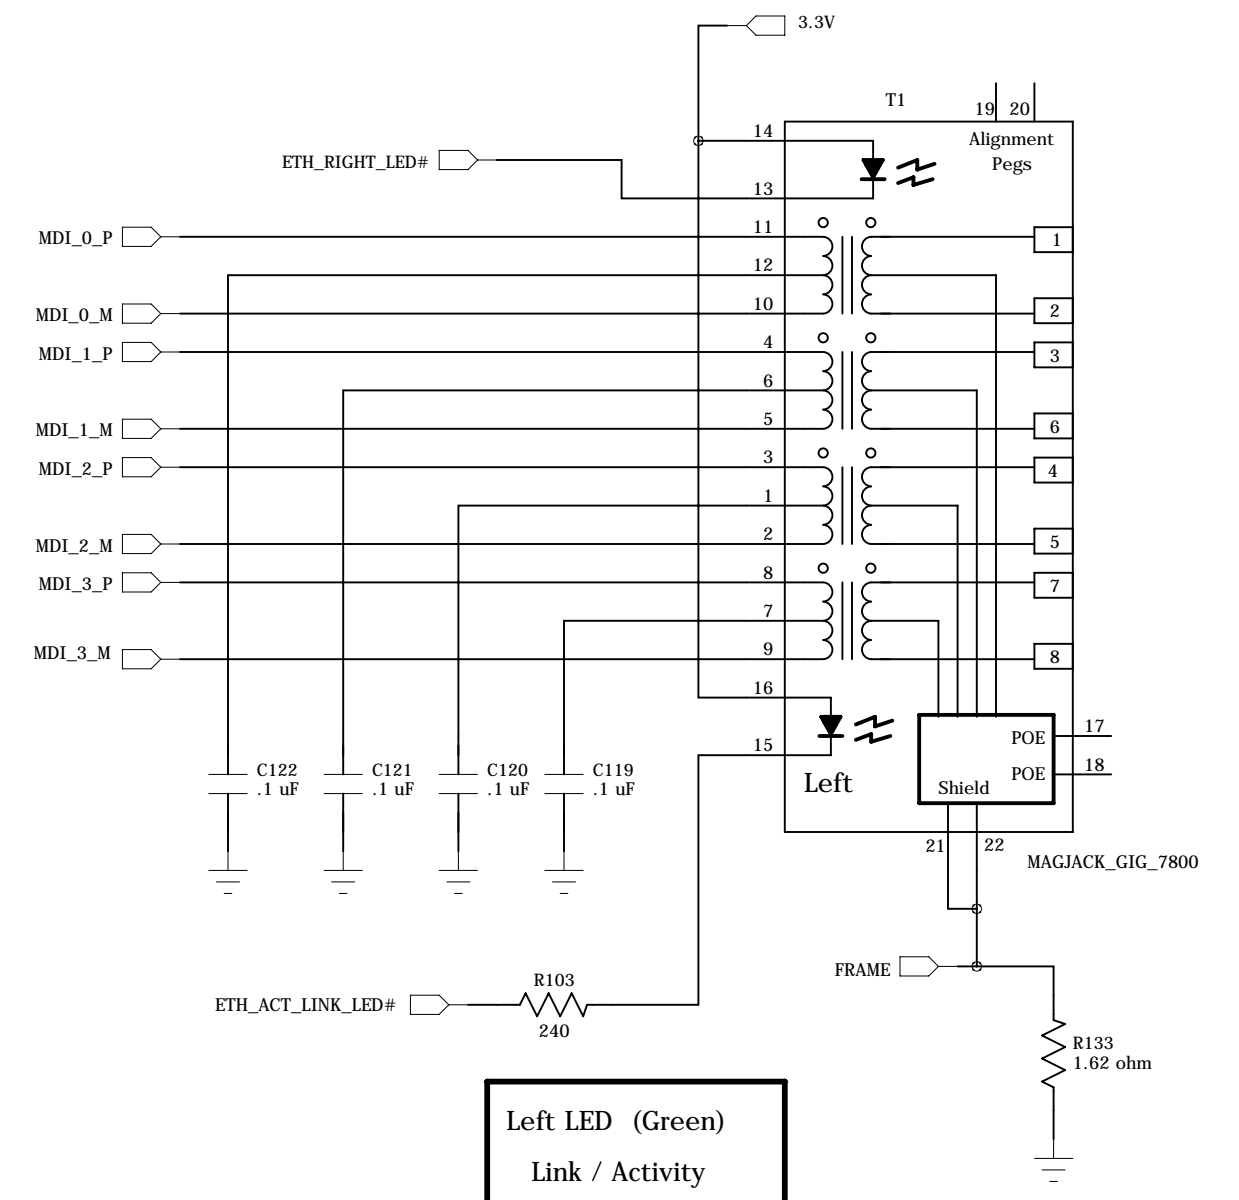 3.3V
T1
19 20
Alignment
Pegs
14
ETH_RIGHT_LED#
13
MDI_0_P
11
1
12
MDI_0_M
10
2
MDI_1_P
4
3
6
MDI_1_M
5
6
MDI_2_P
3
4
1
MDI_2_M
2
5
MDI_3_P
8
7
7
MDI_3_M
9
8
16
15
Left
POE
17
POE
18
Shield
C122
.1 uF
C121
.1 uF
C120
.1 uF
C119
.1 uF
21
22
MAGJACK_GIG_7800
FRAME
ETH_ACT_LINK_LED#
R103
240
R133
1.62 ohm
Left LED (Green)
Link / Activity